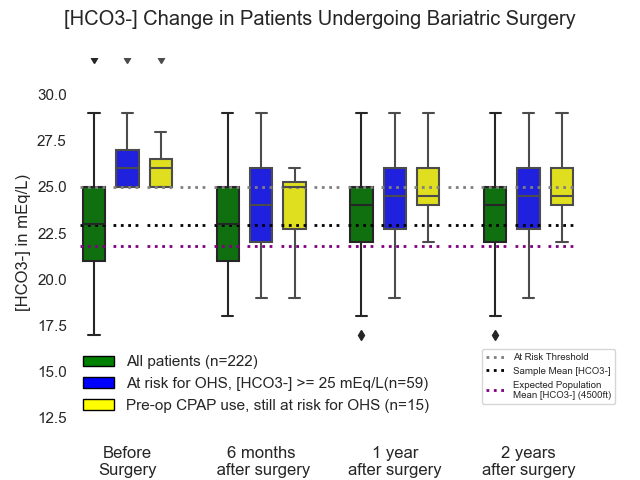 [HCO3-] Change in Patients Undergoing Bariatric Surgery
[HCO3-] in mEq/L)
30.0
27.5
25.0
22.5
20.0
17.5
15.0
12.5
All patients (n=222)
At risk for OHS, [HCO3-] >= 25 mEq/L(n=59)
Pre-op CPAP use, still at risk for OHS (n=15)
At Risk Threshold
Sample Mean [HCO3-]
Expected Population
Mean [HCO3-] (4500ft)
Before
Surgery
6 months
after surgery
1 year
after surgery
2 years
after surgery